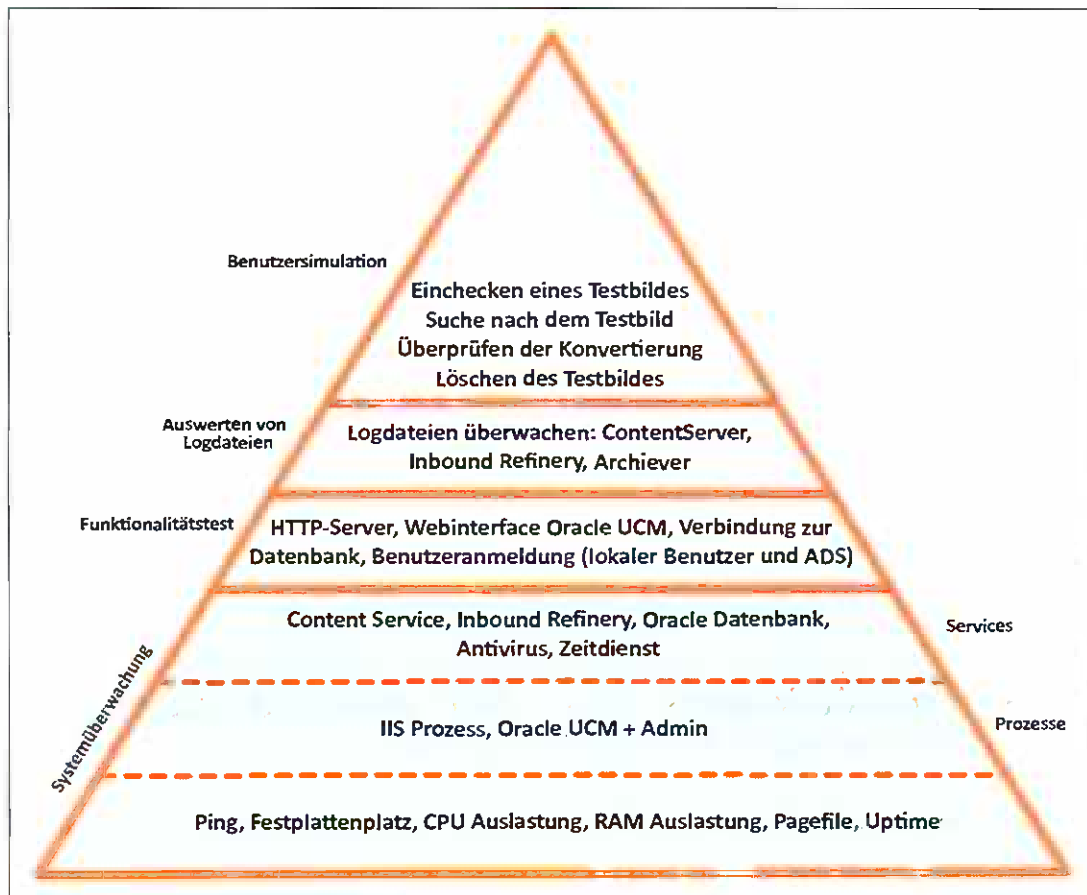 Benutzersimulation
Einchecken eines Testbildes
Suche nach dem Testbild
Überprüfen der Konvertierung
Löschen des Testbildes
Auswerten von
Logdateien
Logdateien überwachen: ContentServer,
Inbound Refinery, Archiever
Funktionalitätstest
HTTP-Server, Webinterface Oracle UCM, Verbindung zur
Datenbank, Benutzeranmeldung (lokaler Benutzer und ADS)
Content Service, Inbound Refinery, Oracle Datenbank,
Antivirus, Zeitdienst
Services
Systemüberwachung
IIS Prozess, Oracle UCM + Admin
Prozesse
Ping, Festplattenplatz, CPU Auslastung, RAM Auslastung, Pagefile, Uptime